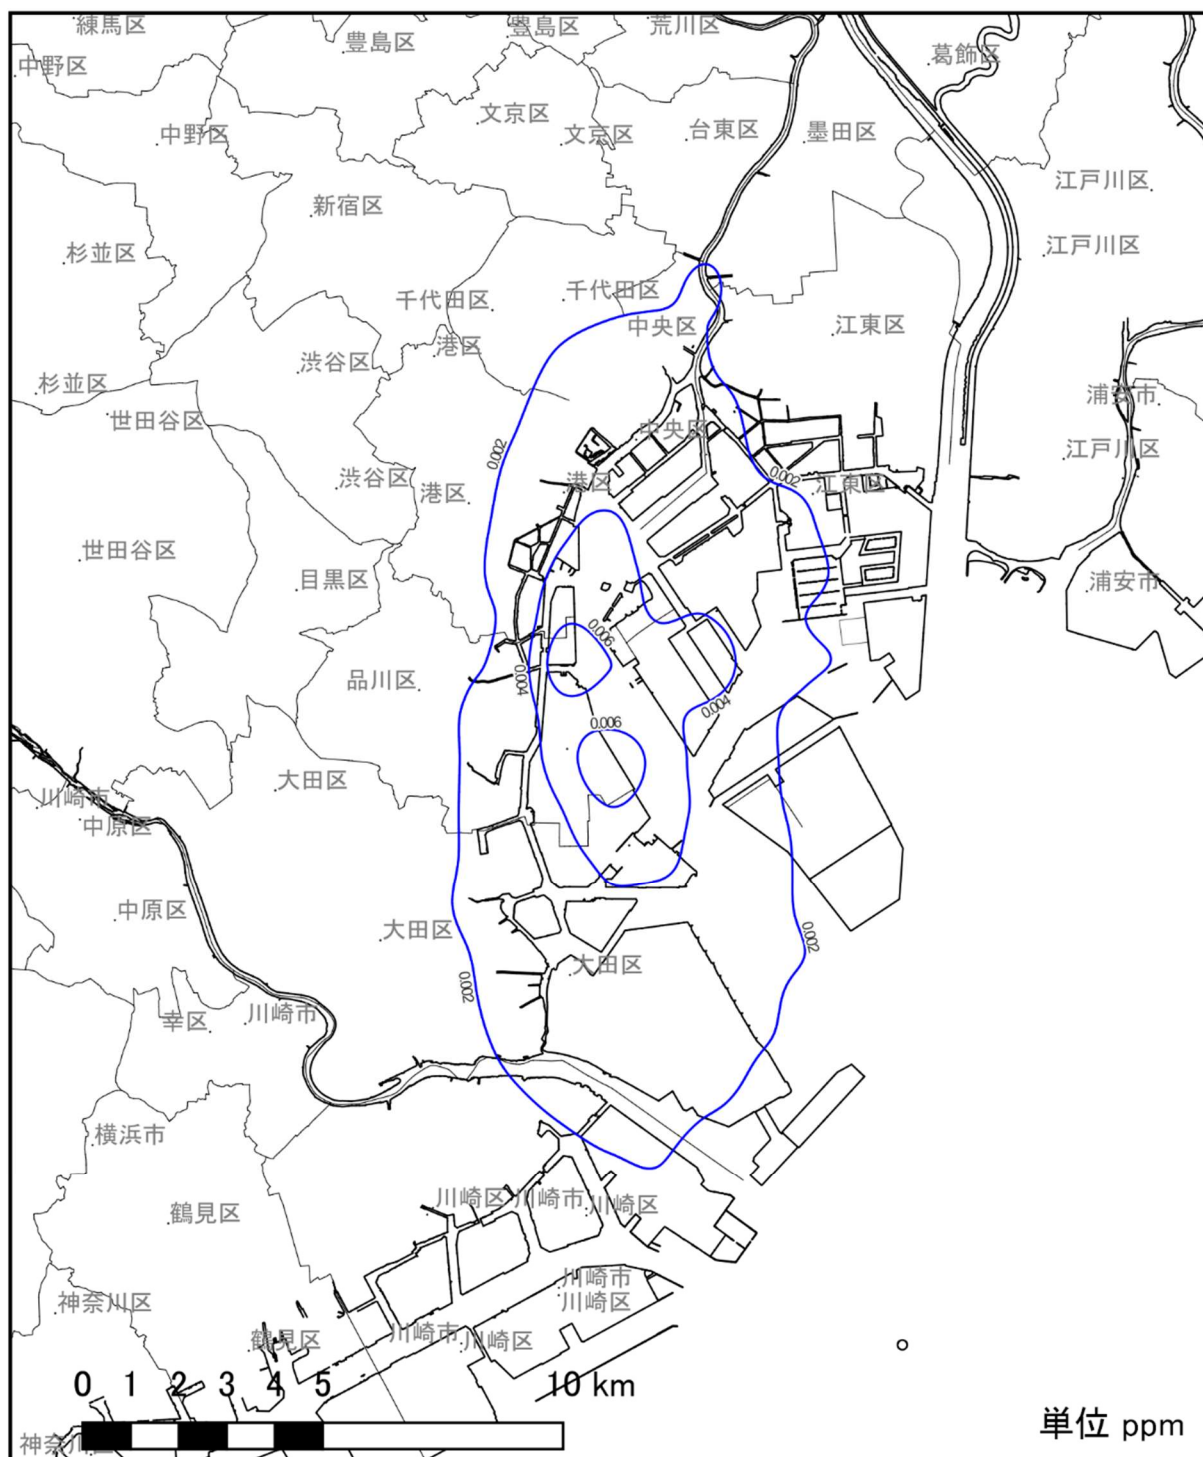 練馬区
豊島区
豊島区
荒川区
葛飾区
中野区
中野区
文京区
文京区
台東区
墨田区
江戸川区
新宿区
杉並区
江戸川区
千代田区
千代田区
中央区
江東区
港区
渋谷区
杉並区
浦安市
世田谷区
中央区
江戸川区
0.002
0.002
渋谷区
港区
港区
江東区
世田谷区
目黒区
浦安市
0.006
品川区
0.004
0.004
0.006
大田区
川崎市
中原区
中原区
大田区
0.002
大田区
0.002
幸区
川崎市
横浜市
鶴見区
川崎区
川崎市
川崎区
川崎市
川崎区
神奈川区
鶴見区
川崎市
川崎区
0 1 2 3 4 5 10 km
単位 ppm